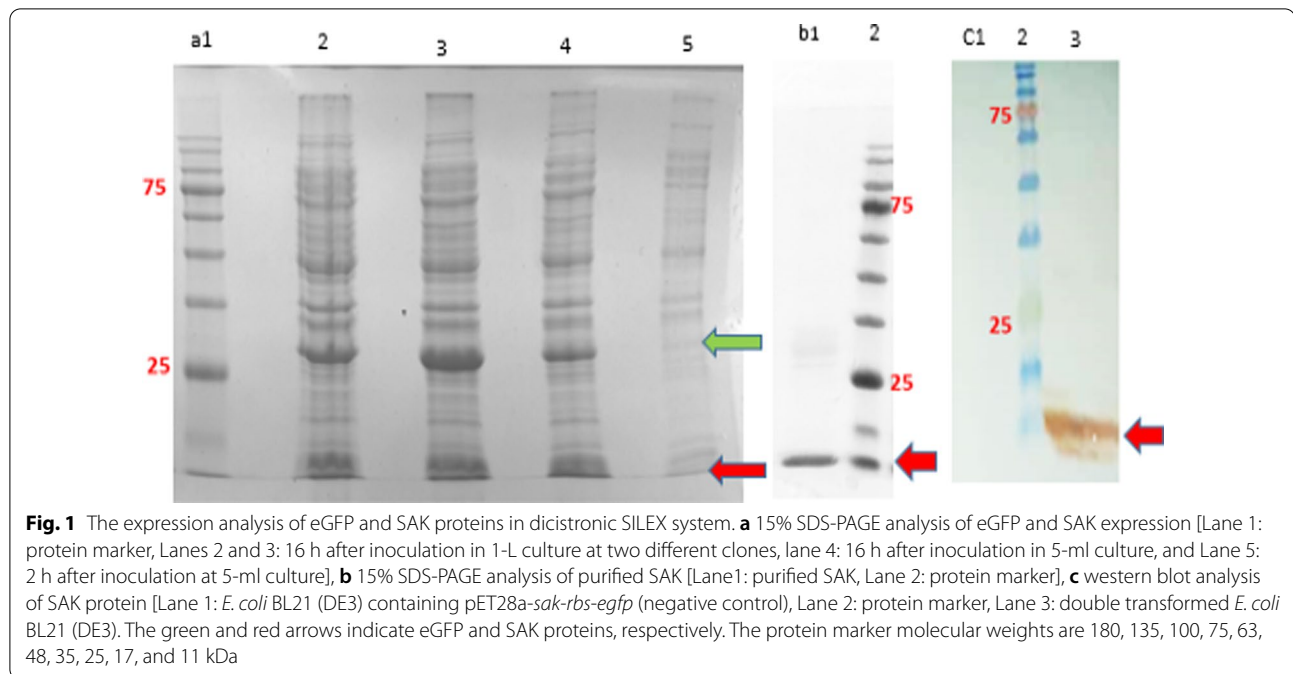 a1 2 3 4 5 b1 2 C1 2 3
75 75 75
25 25 25
Fig. 1 The expression analysis of eGFP and SAK proteins in dicistronic SILEX system. a 15% SDS-PAGE analysis of eGFP and SAK expression [Lane 1:
protein marker, Lanes 2 and 3: 16 h after inoculation in 1-L culture at two different clones, lane 4: 16 h after inoculation in 5-ml culture, and Lane 5:
2 h after inoculation at 5-ml culture], b 15% SDS-PAGE analysis of purified SAK [Lane1: purified SAK, Lane 2: protein marker], c western blot analysis
of SAK protein [Lane 1: E. coli BL21 (DE3) containing pET28a-sak-rbs-egfp (negative control), Lane 2: protein marker, Lane 3: double transformed E. coli
BL21 (DE3). The green and red arrows indicate eGFP and SAK proteins, respectively. The protein marker molecular weights are 180, 135, 100, 75, 63,
48, 35, 25, 17, and 11 kDa